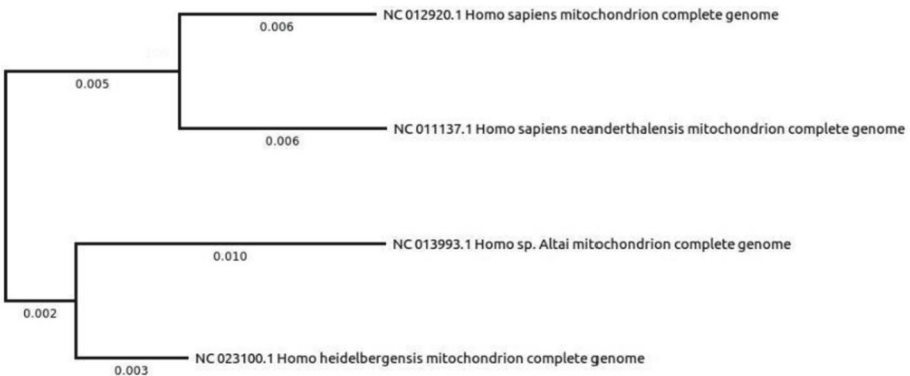 NC 012920.1 Homo sapiens mitochondrion complete genome
0.006
0.005
NC 011137.1 Homo sapiens neanderthalensis mitochondrion complete genome
0.006
NC 013993.1 Homo sp. Altai mitochondrion complete genome
0.010
0.002
NC 023100.1 Homo heidelbergensis mitochondrion complete genome
0.003